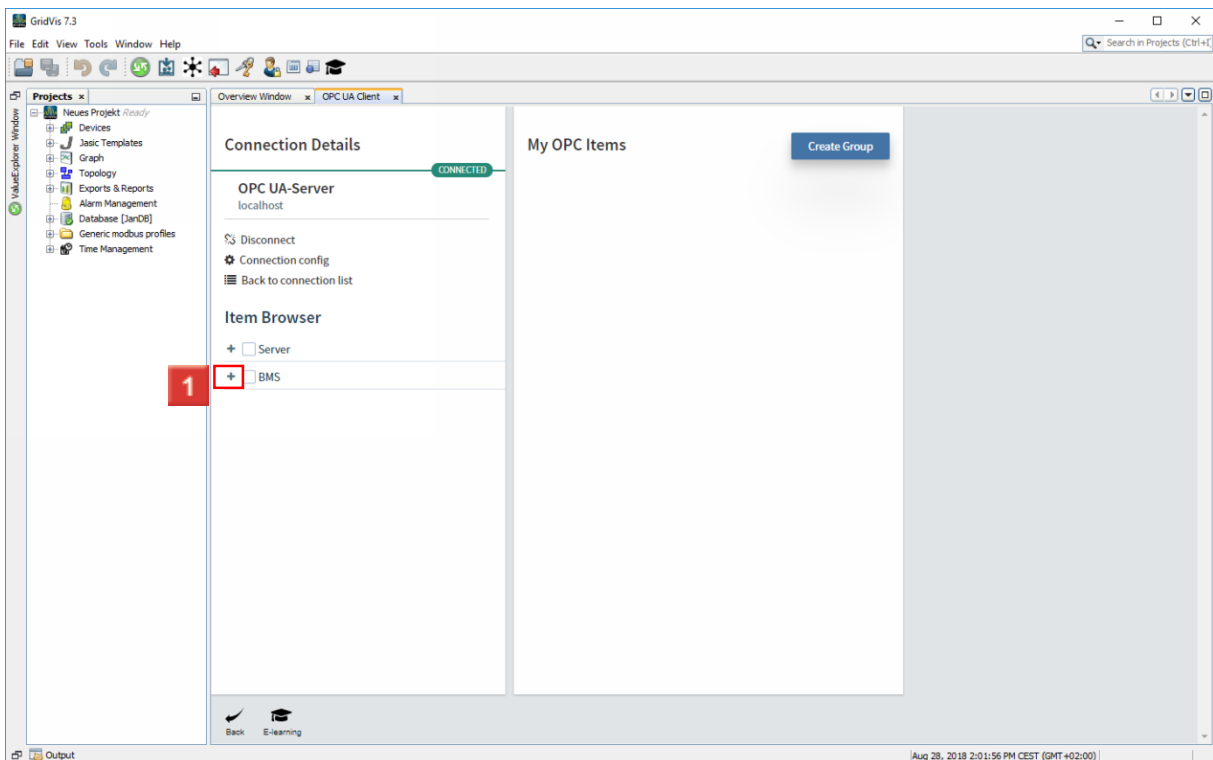 GridVis 7.3
File Edit View Tools Window Help
Search in Projects (Ctrl+I)
Projects
Overview Window
OPC UA Client
ValueExplorer Window
Neues Projekt Ready
Devices
Jasic Templates
Graph
Topology
Exports & Reports
Alarm Management
Database [JanDB]
Generic modbus profiles
Time Management
Connection Details
CONNECTED
OPC UA-Server
localhost
Disconnect
Connection config
Back to connection list
Item Browser
Server
1
BMS
My OPC Items
Create Group
Back
E-learning
Output
Aug 28, 2018 2:01:56 PM CEST (GMT+02:00)